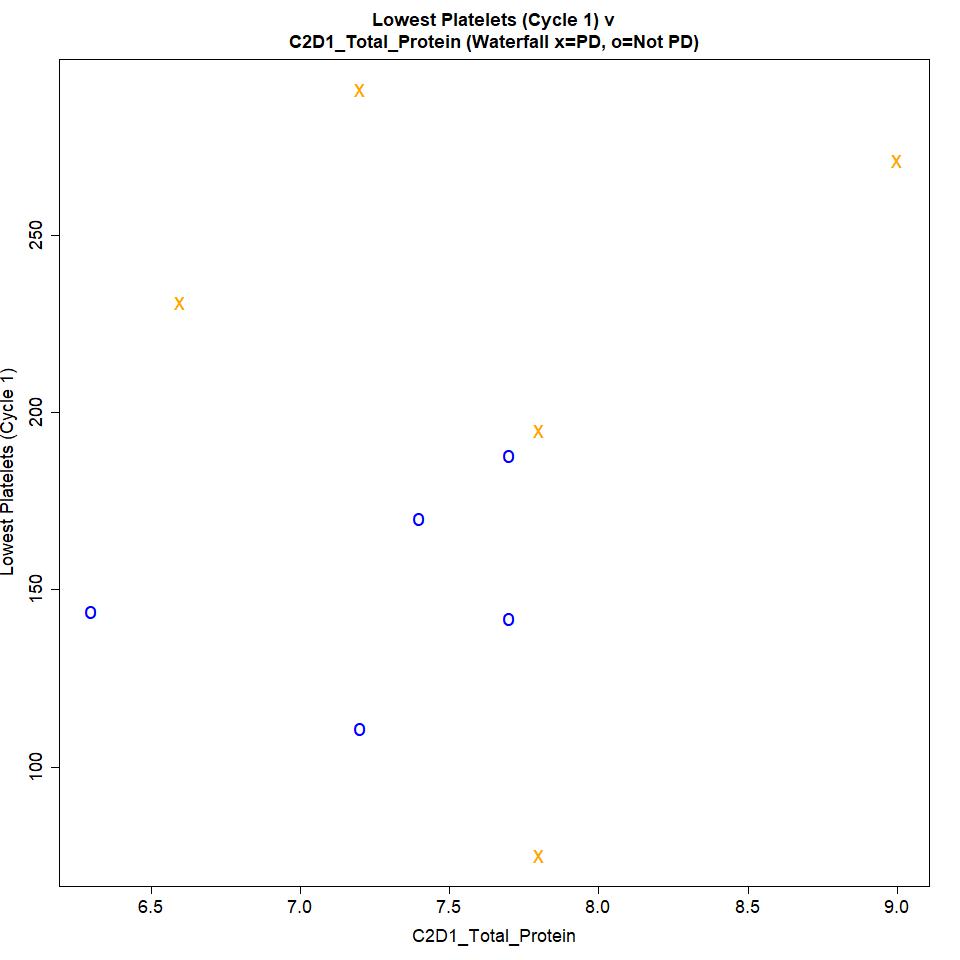 Lowest Platelets (Cycle 1) v
C2D1_Total_Protein (Waterfall x=PD, o=Not PD)
Lowest Platelets (Cycle 1)
250
200
150
100
X
X
X
X
O
O
O
O
O
X
6.5 7.0 7.5 8.0 8.5 9.0
C2D1_Total_Protein